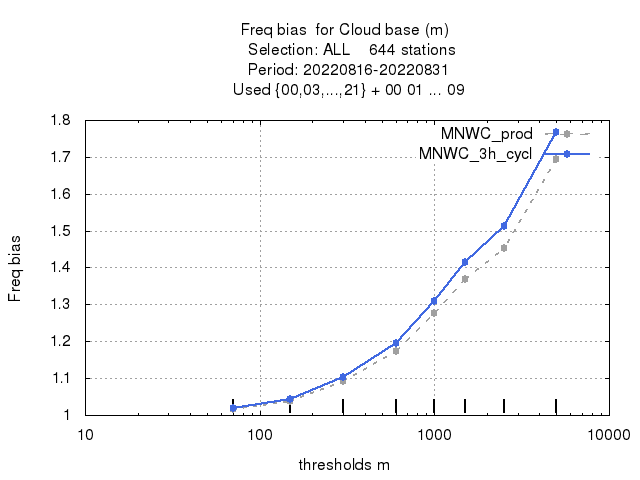 Freq bias  for Cloud base (m)
Selection: ALL    644 stations
Period: 20220816-20220831
Used {00,03,...,21} + 00 01 ... 09
MNWC_prod
MNWC_3h_cycl
1.8
1.7
1.6
1.5
1.4
1.3
1.2
1.1
1
Freq bias
10
100
1000
10000
thresholds m